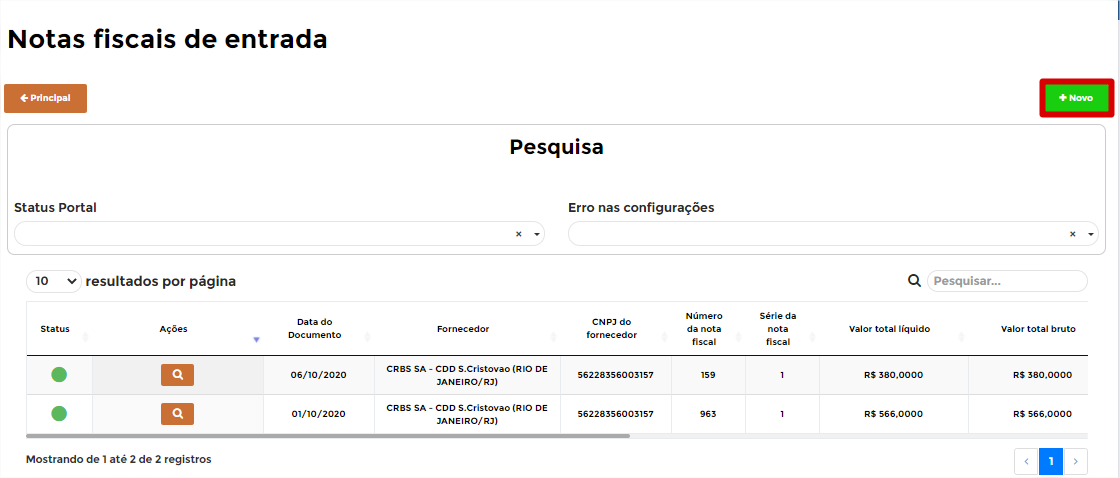 Notas fiscais de entrada
Principal
Novo
Pesquisa
Status Portal
Erro nas configurações
× ×
10 resultados por página
Pesquisar...
Status Ações Data do Documento Fornecedor CNPJ do fornecedor Número da nota fiscal Série da nota fiscal Valor total líquido Valor total bruto
06/10/2020 CRBS SA - CDD S.Cristovao (RIO DE JANEIRO/RJ) 56228356003157 159 1 R$ 380,0000 R$ 380,0000
01/10/2020 CRBS SA - CDD S.Cristovao (RIO DE JANEIRO/RJ) 56228356003157 963 1 R$ 566,0000 R$ 566,0000
Mostrando de 1 até 2 de 2 registros
‹ 1 ›